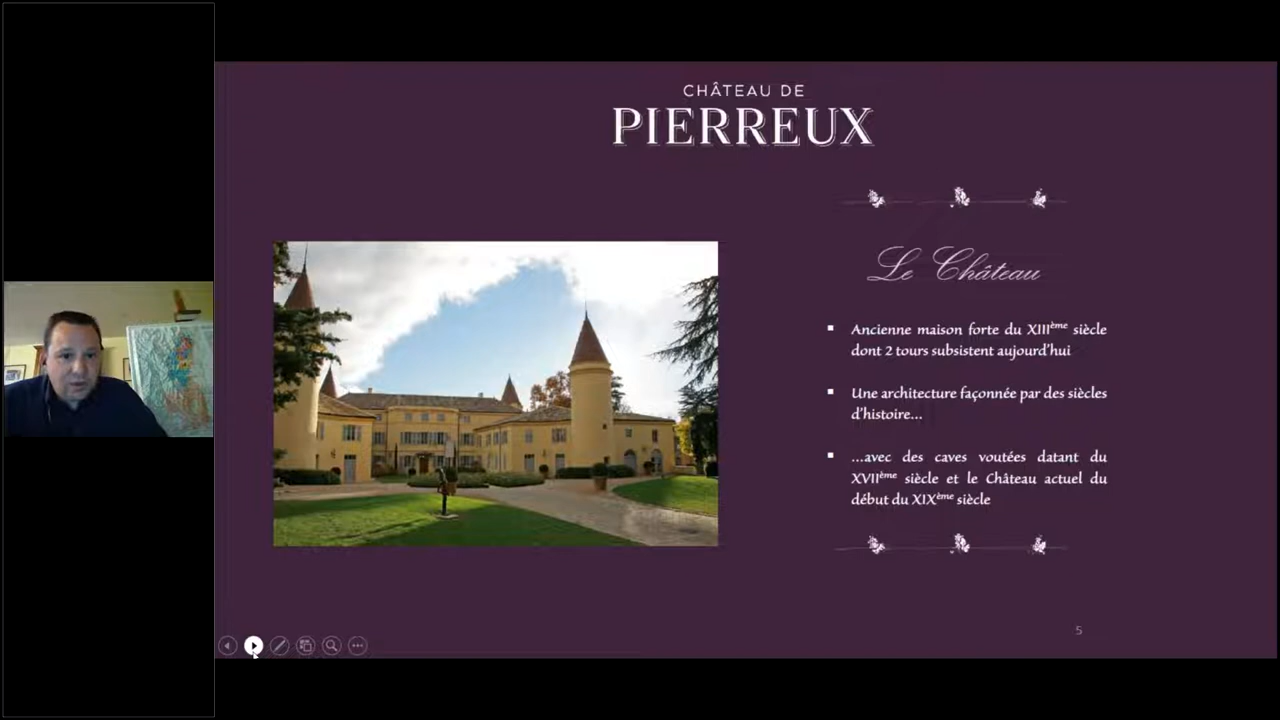 CHÂTEAU DE
PIERREUX
Le Château
▪ Ancienne maison forte du XIIIème siècle
dont 2 tours subsistent aujourd'hui
▪ Une architecture façonnée par des siècles
d'histoire...
▪ ...avec des caves voutées datant du
XVIIème siècle et le Château actuel du
début du XIXème siècle
5